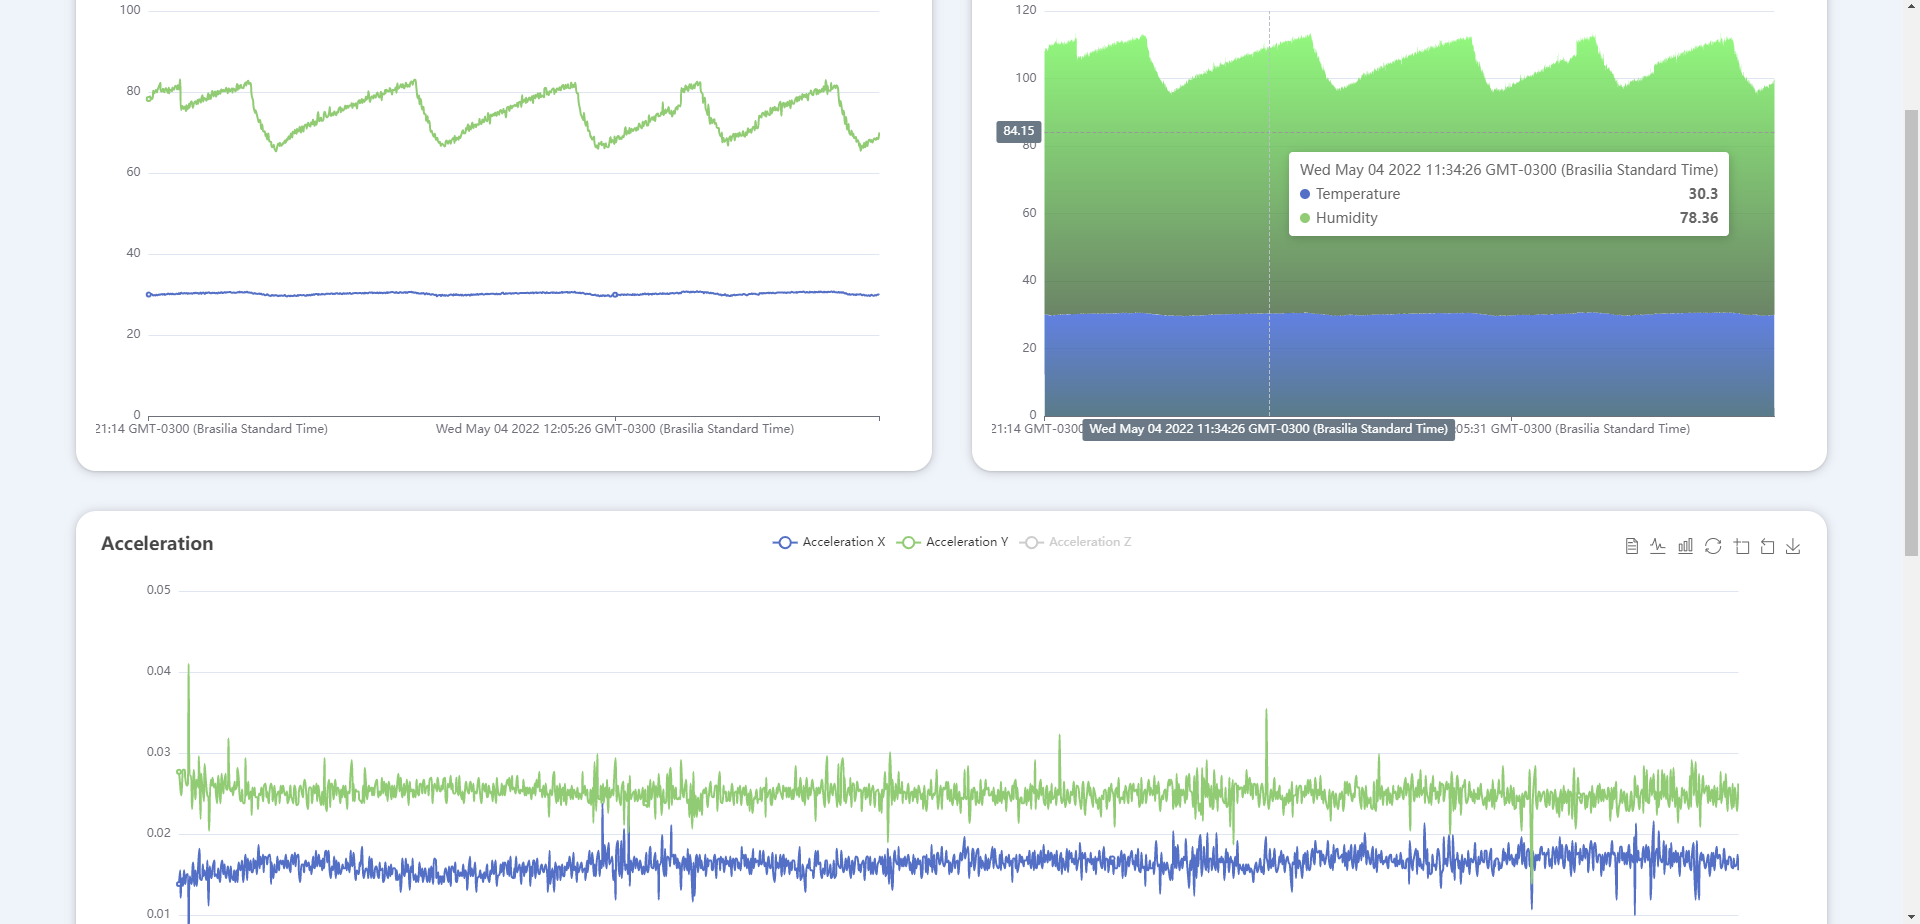 100
80
60
40
20
0
21:14 GMT-0300 (Brasilia Standard Time)
Wed May 04 2022 12:05:26 GMT-0300 (Brasilia Standard Time)
120
100
84.15
80
60
40
20
0
Wed May 04 2022 11:34:26 GMT-0300 (Brasilia Standard Time)
Temperature 30.3
Humidity 78.36
21:14 GMT-0300
Wed May 04 2022 11:34:26 GMT-0300 (Brasilia Standard Time)
:05:31 GMT-0300 (Brasilia Standard Time)
Acceleration
Acceleration X
Acceleration Y
Acceleration Z
0.05
0.04
0.03
0.02
0.01